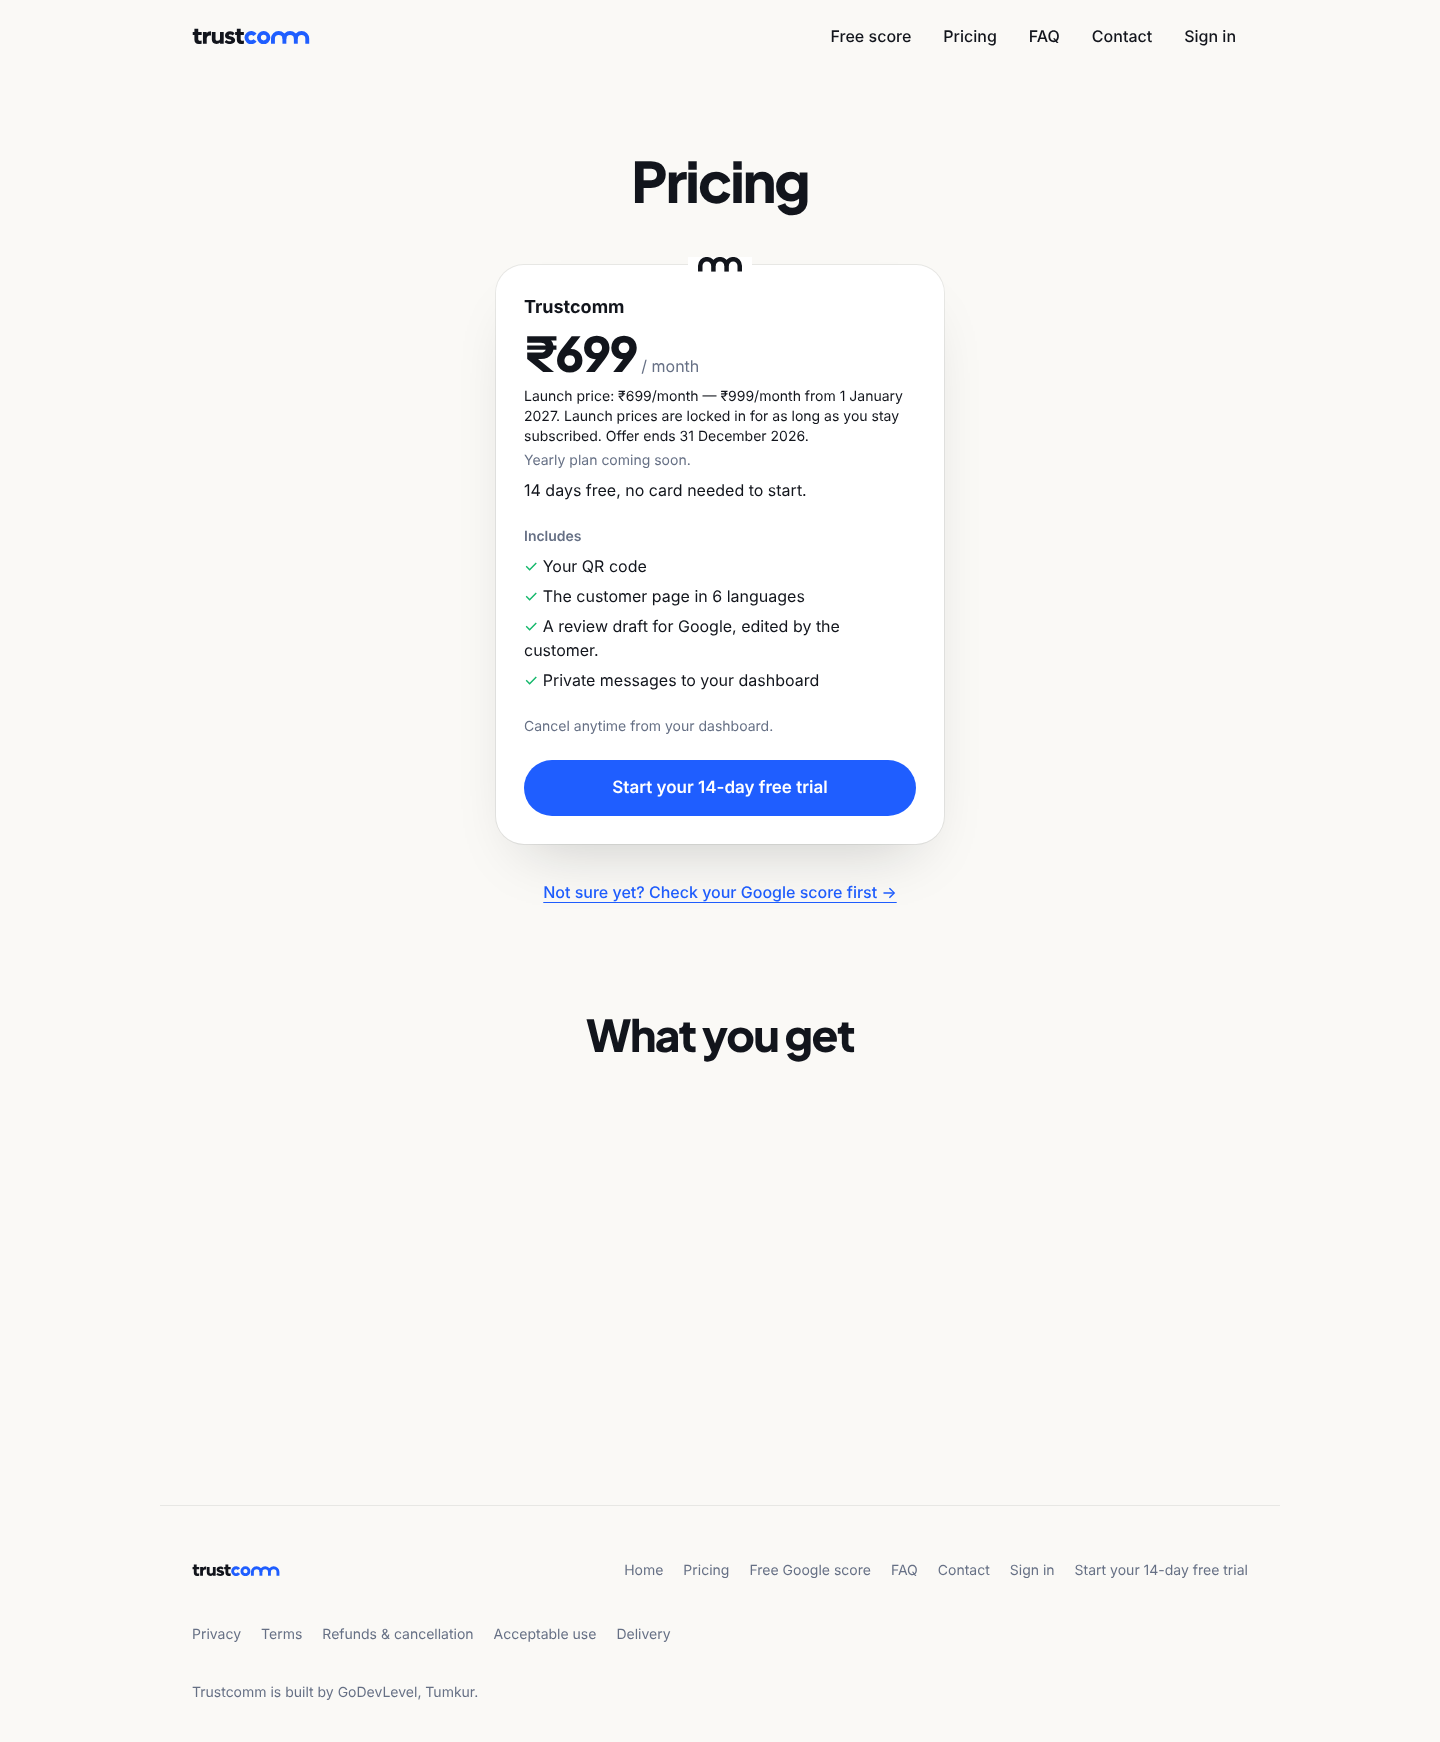 trustcomm
Free score Pricing FAQ Contact Sign in
Pricing
m
Trustcomm
₹699 / month
Launch price: ₹699/month — ₹999/month from 1 January
2027. Launch prices are locked in for as long as you stay
subscribed. Offer ends 31 December 2026.
Yearly plan coming soon.
14 days free, no card needed to start.
Includes
✓ Your QR code
✓ The customer page in 6 languages
✓ A review draft for Google, edited by the
customer.
✓ Private messages to your dashboard
Cancel anytime from your dashboard.
Start your 14-day free trial
Not sure yet? Check your Google score first →
What you get
trustcomm
Home Pricing Free Google score FAQ Contact Sign in Start your 14-day free trial
Privacy Terms Refunds & cancellation Acceptable use Delivery
Trustcomm is built by GoDevLevel, Tumkur.